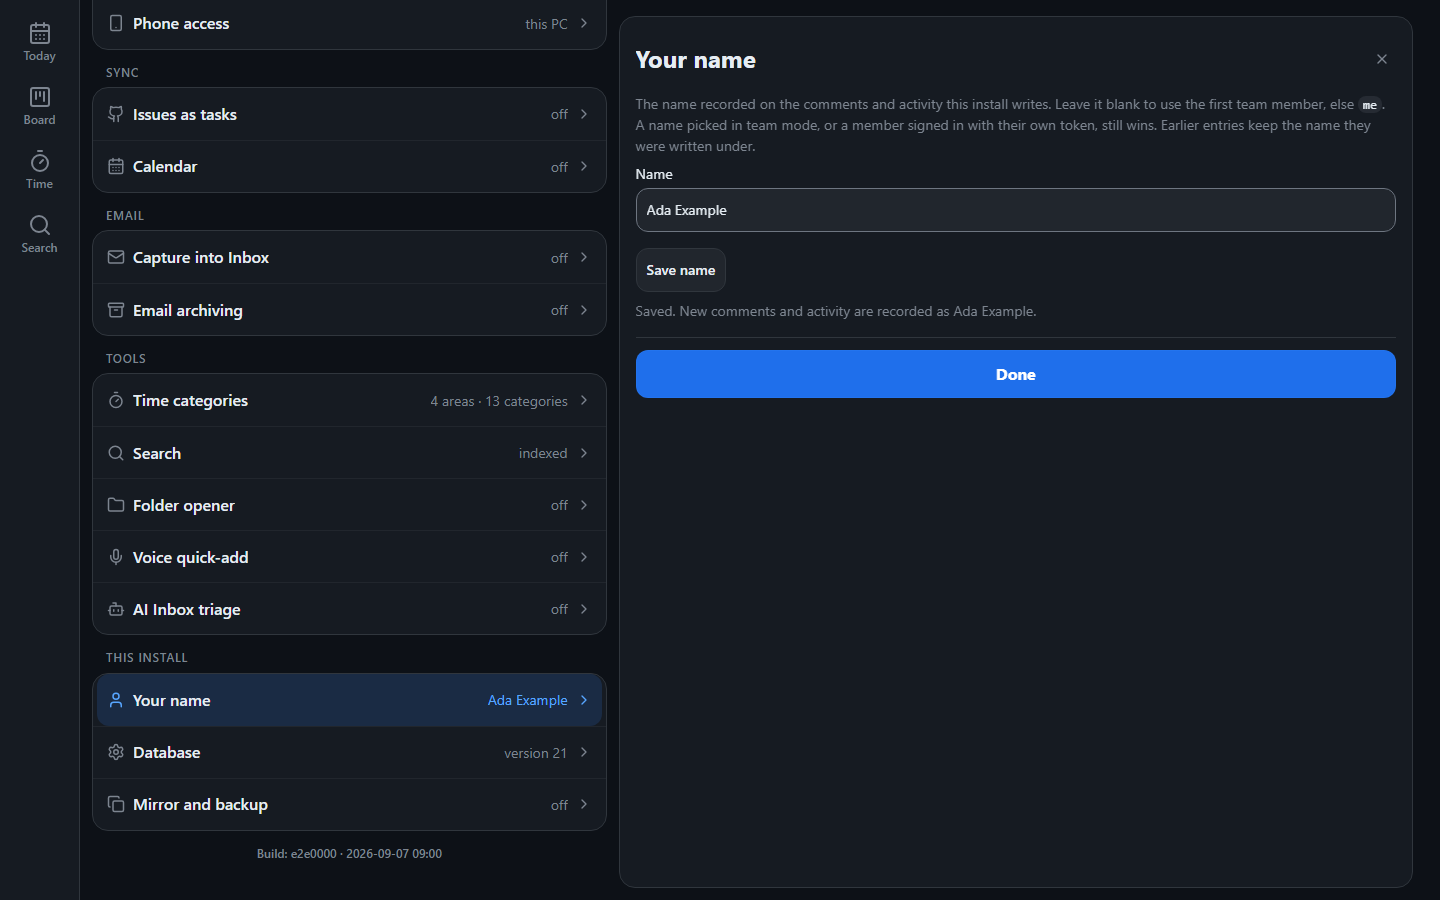 Today
Board
Time
Search
Phone access this PC
SYNC
Issues as tasks off
Calendar off
EMAIL
Capture into Inbox off
Email archiving off
TOOLS
Time categories 4 areas · 13 categories
Search indexed
Folder opener off
Voice quick-add off
AI Inbox triage off
THIS INSTALL
Your name Ada Example
Database version 21
Mirror and backup off
Build: e2e0000 · 2026-09-07 09:00
Your name
The name recorded on the comments and activity this install writes. Leave it blank to use the first team member, else me .
A name picked in team mode, or a member signed in with their own token, still wins. Earlier entries keep the name they
were written under.
Name
Ada Example
Save name
Saved. New comments and activity are recorded as Ada Example.
Done